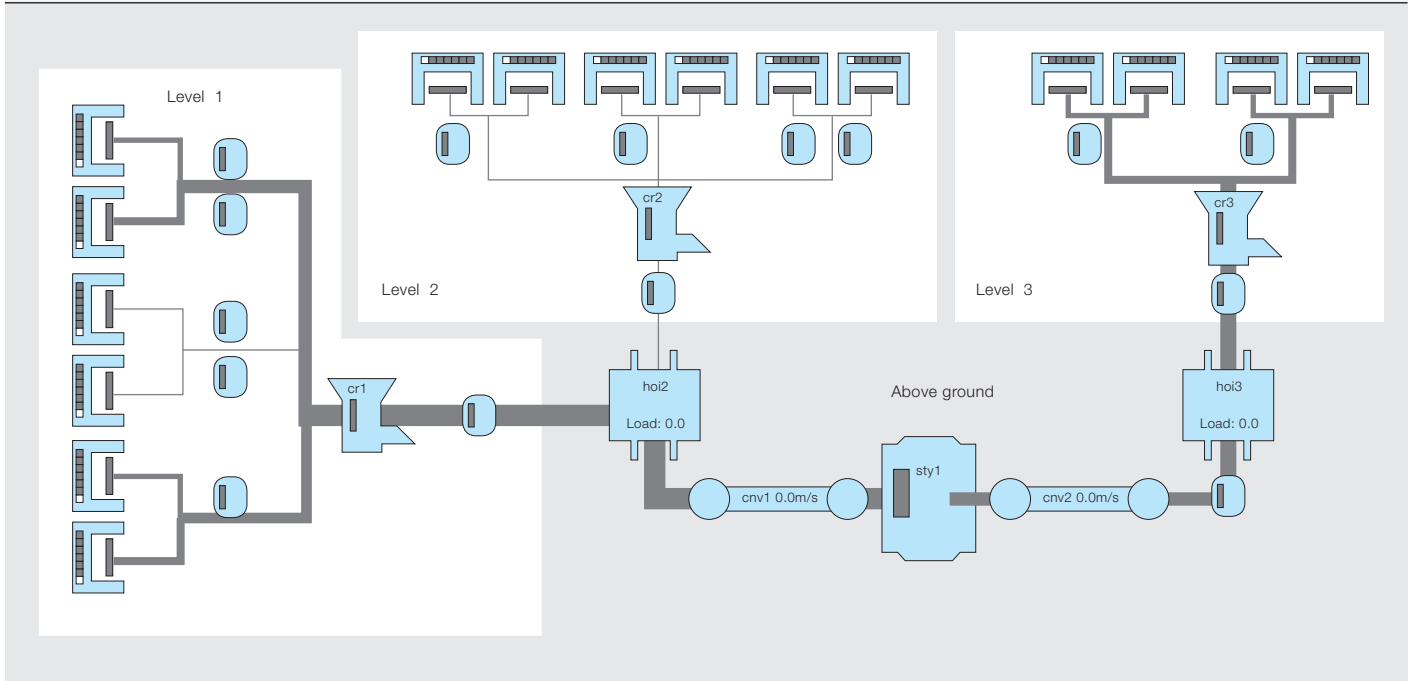 Level 1
cr2
cr3
Level 2
Level 3
cr1
hoi2
Load: 0.0
Above ground
hoi3
Load: 0.0
sty1
cnv1 0.0m/s
cnv2 0.0m/s